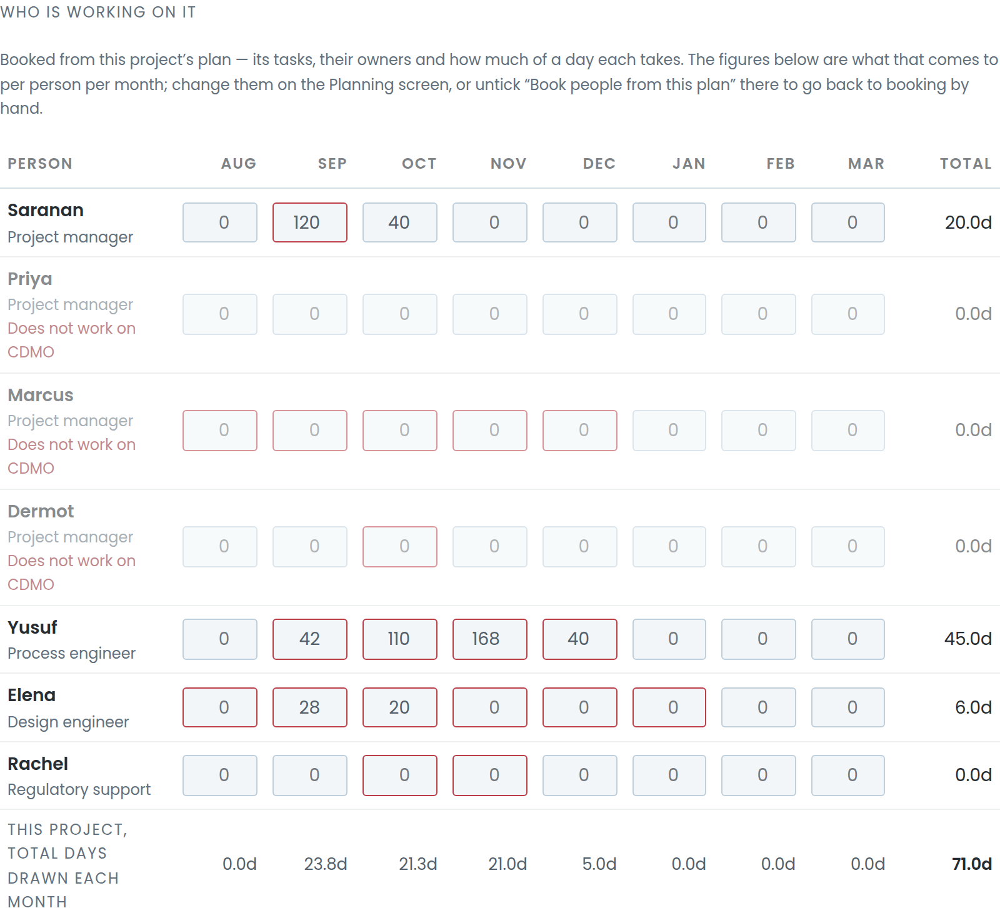 WHO IS WORKING ON IT
Booked from this project’s plan — its tasks, their owners and how much of a day each takes. The figures below are what that comes to
per person per month; change them on the Planning screen, or untick “Book people from this plan” there to go back to booking by
hand.
PERSON AUG SEP OCT NOV DEC JAN FEB MAR TOTAL
Saranan
Project manager
0 120 40 0 0 0 0 0 20.0d
Priya
Project manager
Does not work on
CDMO
0 0 0 0 0 0 0 0 0.0d
Marcus
Project manager
Does not work on
CDMO
0 0 0 0 0 0 0 0 0.0d
Dermot
Project manager
Does not work on
CDMO
0 0 0 0 0 0 0 0 0.0d
Yusuf
Process engineer
0 42 110 168 40 0 0 0 45.0d
Elena
Design engineer
0 28 20 0 0 0 0 0 6.0d
Rachel
Regulatory support
0 0 0 0 0 0 0 0 0.0d
THIS PROJECT,
TOTAL DAYS
DRAWN EACH
MONTH
0.0d 23.8d 21.3d 21.0d 5.0d 0.0d 0.0d 0.0d 71.0d